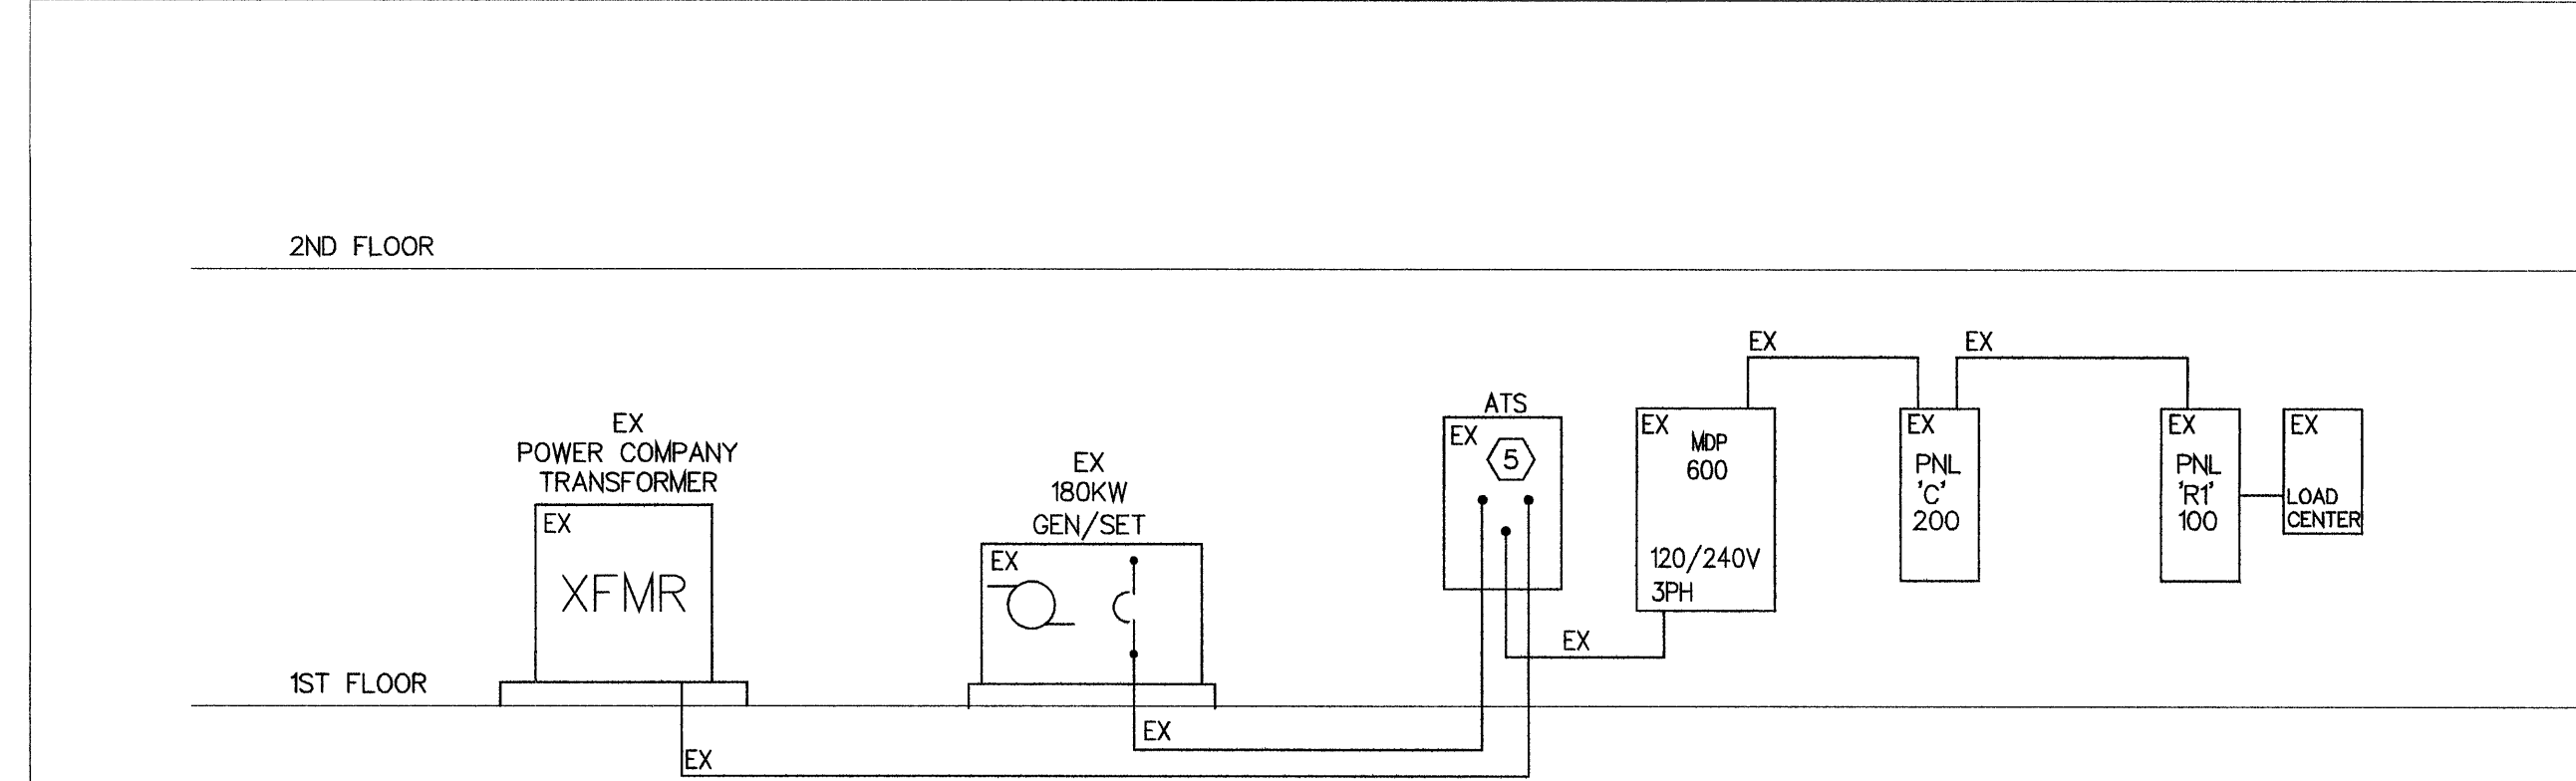 2ND FLOOR
EX
POWER COMPANY
TRANSFORMER
EX
XFMR
1ST FLOOR
EX
EX
180KW
GEN/SET
EX
EX
ATS
EX
5
EX
EX
MDP
600
120/240V
3PH
EX
EX
PNL
'C'
200
EX
EX
PNL
'R1'
100
EX
LOAD
CENTER